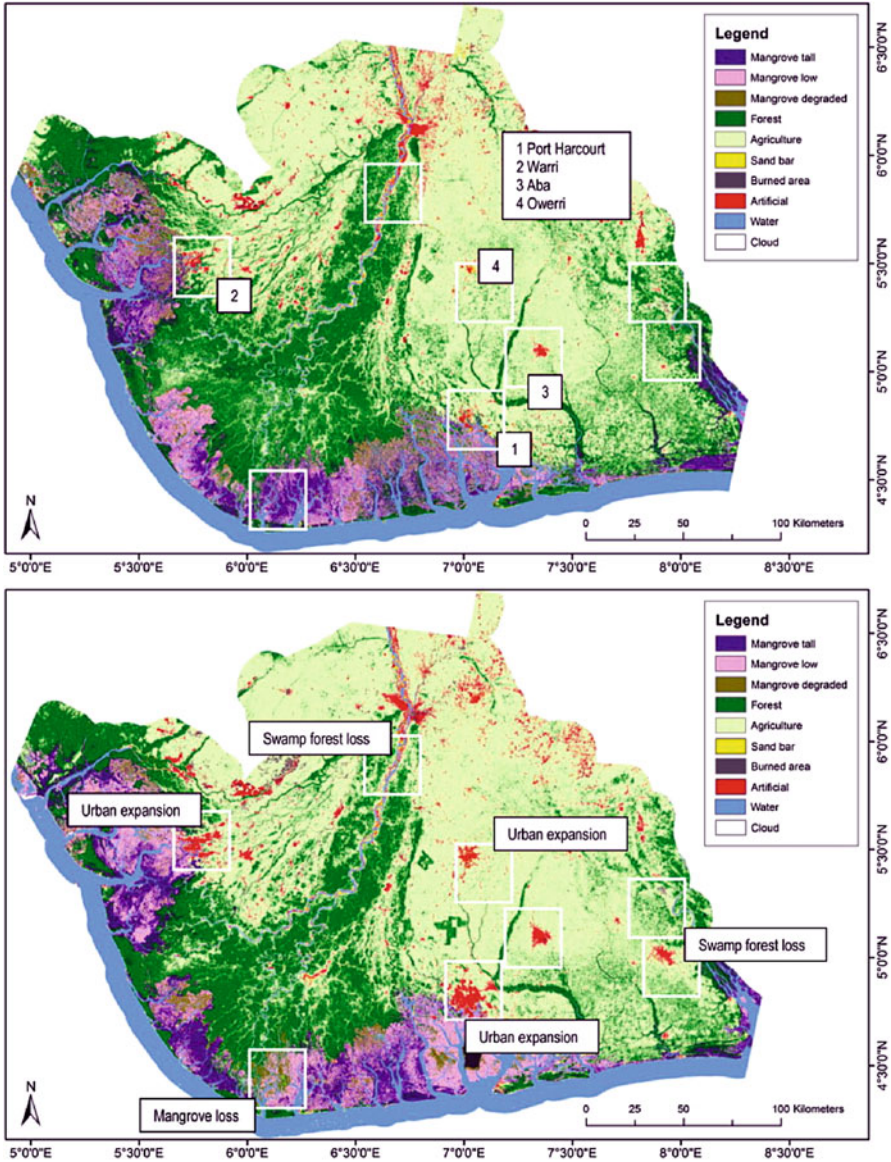 Legend
Mangrove tall
Mangrove low
Mangrove degraded
Forest
Agriculture
Sand bar
Burned area
Artificial
Water
Cloud
1 Port Harcourt
2 Warri
3 Aba
4 Owerri
4
2
3
1
N
0 25 50 100 Kilometers
6°30'0"N
6°0'0"N
5°30'0"N
5°0'0"N
4°30'0"N
5°0'0"E 5°30'0"E 6°0'0"E 6°30'0"E 7°0'0"E 7°30'0"E 8°0'0"E 8°30'0"E
Legend
Mangrove tall
Mangrove low
Mangrove degraded
Forest
Agriculture
Sand bar
Burned area
Artificial
Water
Cloud
Swamp forest loss
Urban expansion
Urban expansion
Swamp forest loss
Urban expansion
Mangrove loss
N
0 25 50 100 Kilometers
6°30'0"N
6°0'0"N
5°30'0"N
5°0'0"N
4°30'0"N
5°0'0"E 5°30'0"E 6°0'0"E 6°30'0"E 7°0'0"E 7°30'0"E 8°0'0"E 8°30'0"E